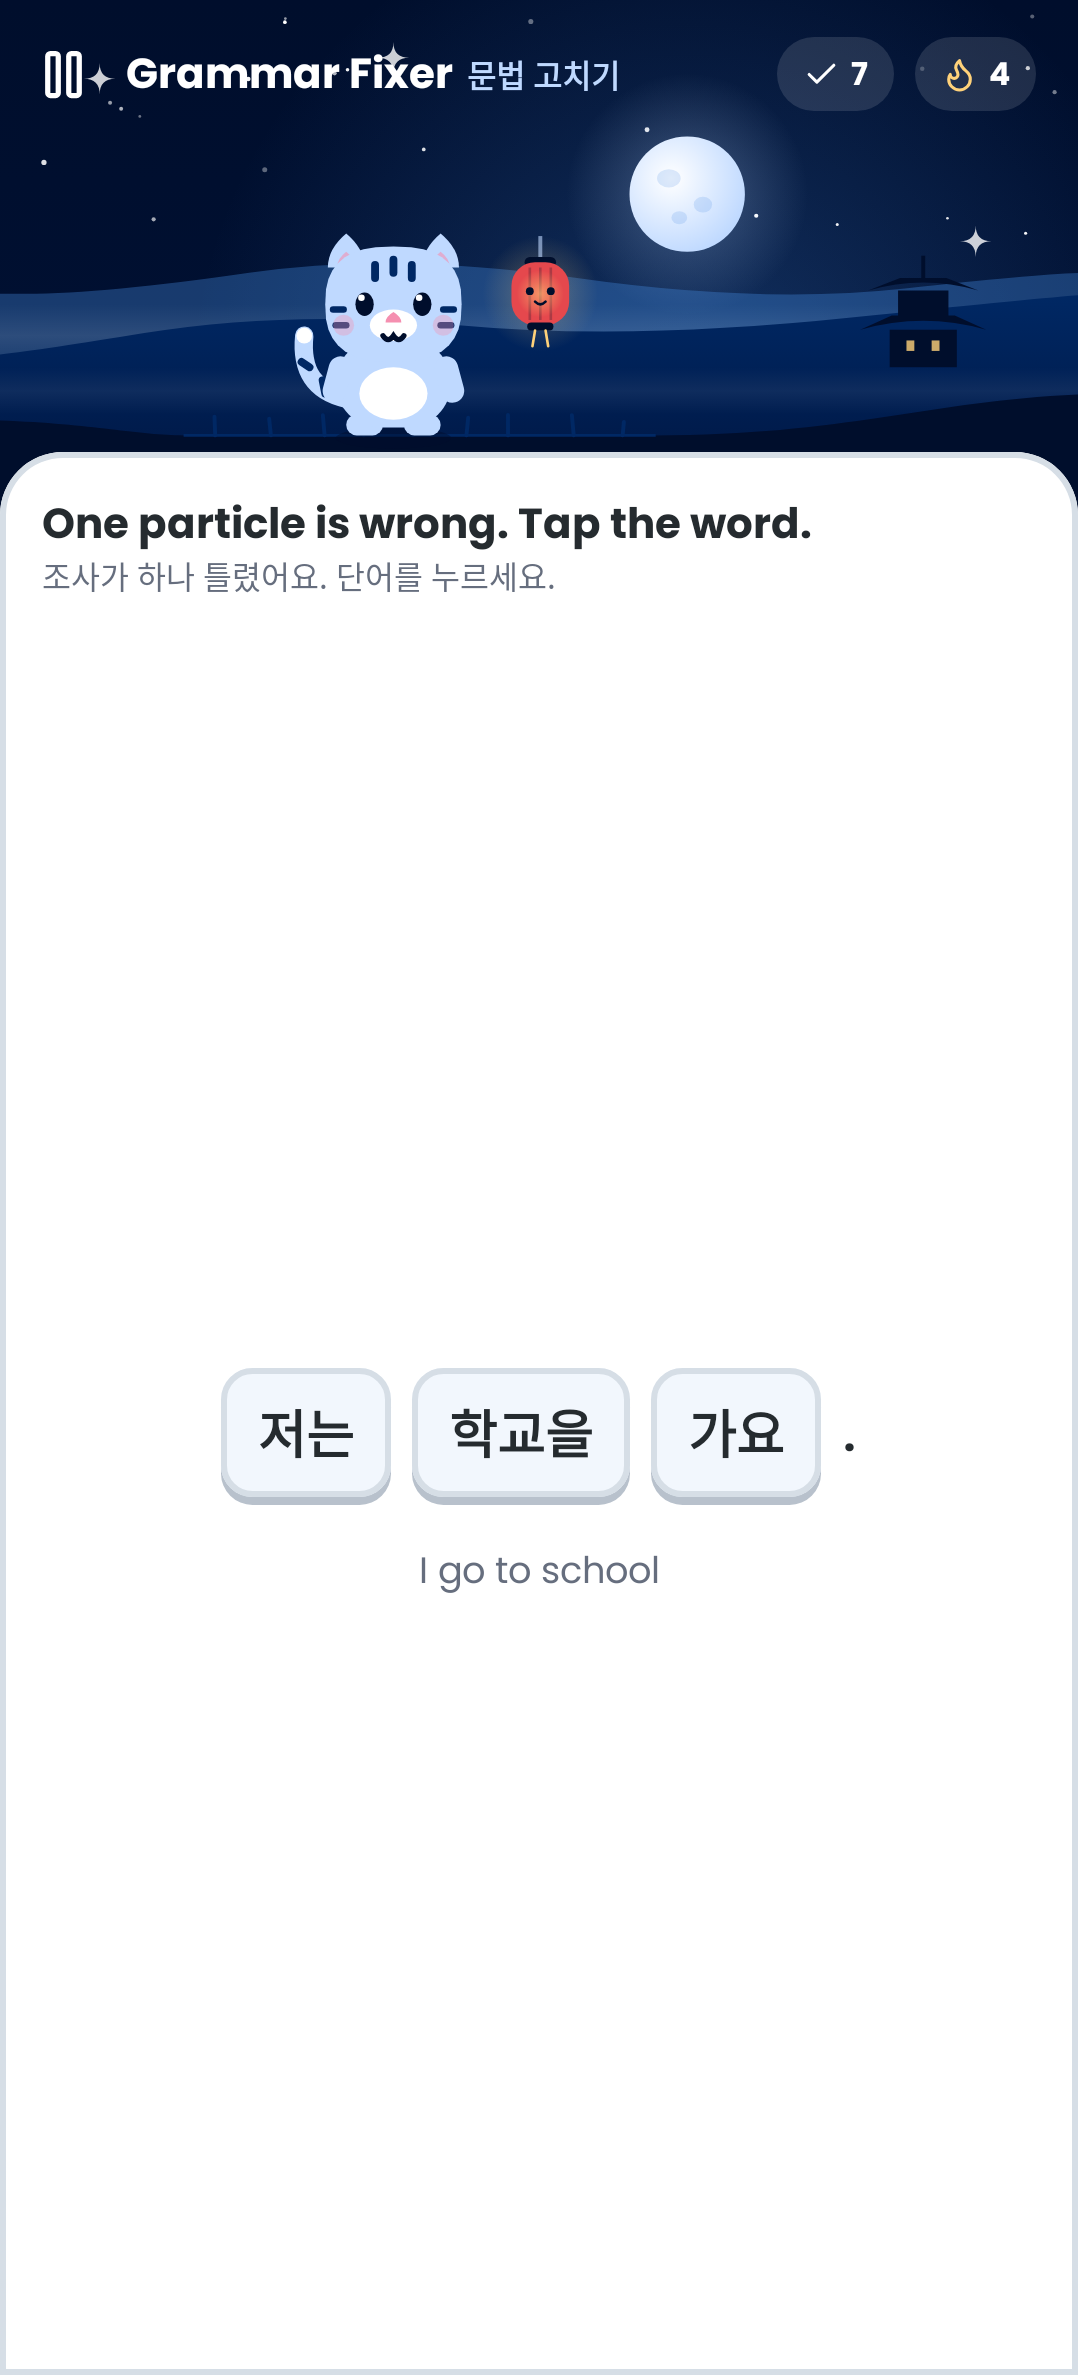 Grammar Fixer 문법 고치기 7 4
One particle is wrong. Tap the word.
조사가 하나 틀렸어요. 단어를 누르세요.
저는 학교을 가요 .
I go to school